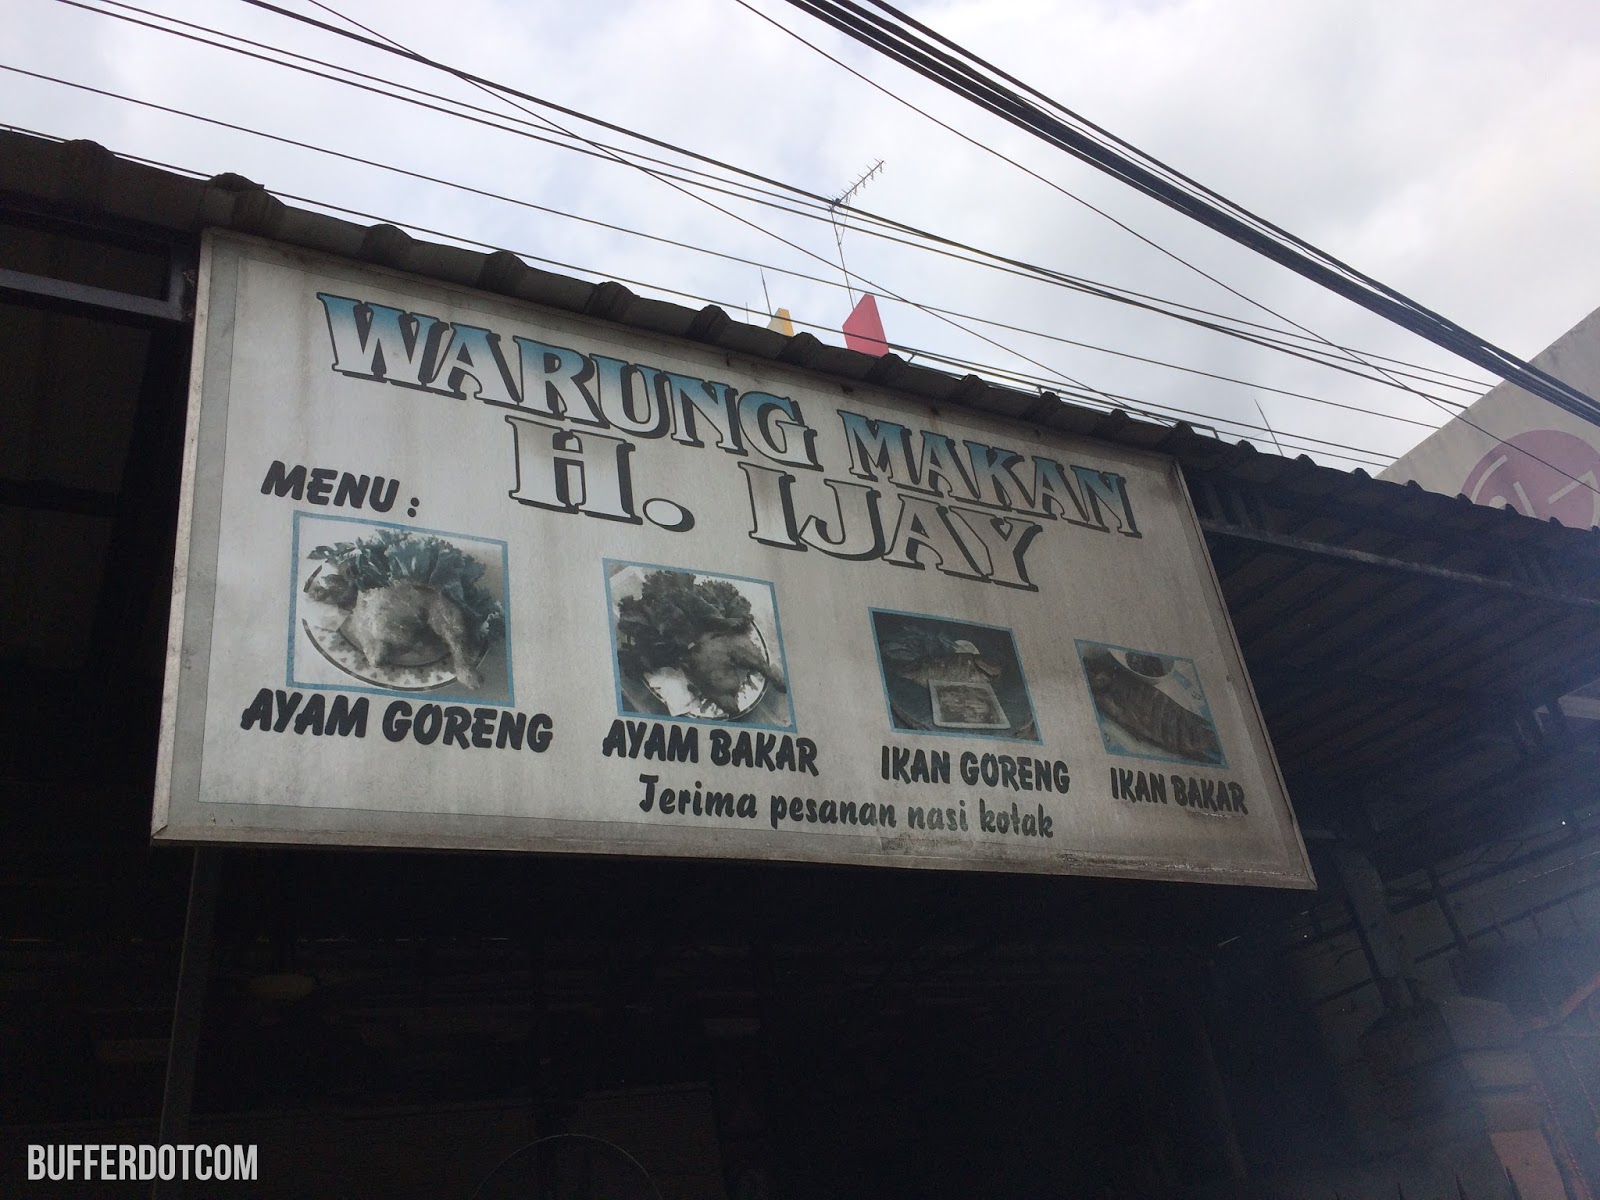 WARUNG MAKAN
H. IJAY
MENU :
AYAM GORENG
AYAM BAKAR
IKAN GORENG
IKAN BAKAR
Terima pesanan nasi kotak
BUFFERDOTCOM